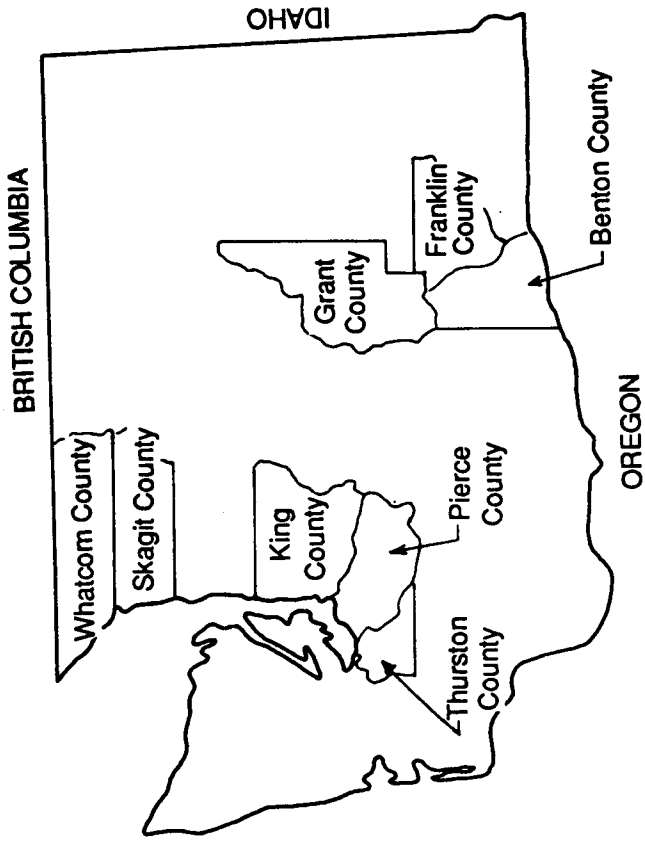 BRITISH COLUMBIA
IDAHO
Whatcom County
Skagit County
King
County
Grant
County
Franklin
County
Pierce
County
Thurston
County
Benton County
OREGON